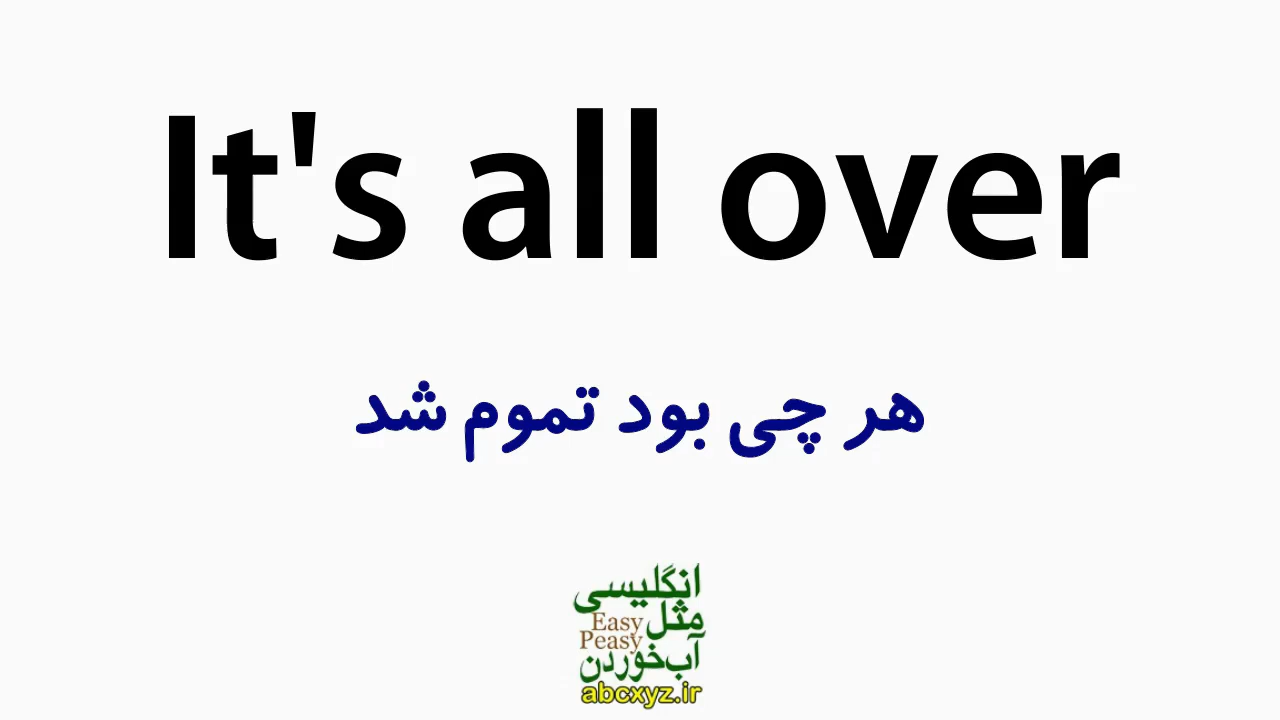 It's all over
هر چی بود تموم شد
انگلیسی
مثل Easy
Peasy
آب‌خوردن
abcxyz.ir